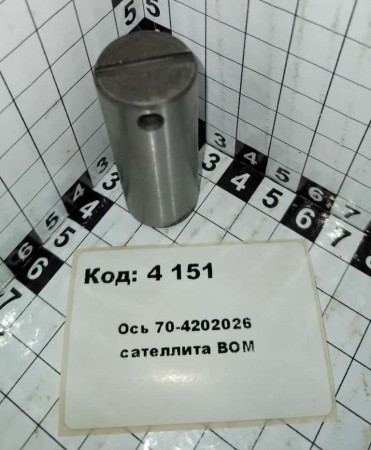 Код: 4 151
Ось 70-4202026
сателлита ВОМ